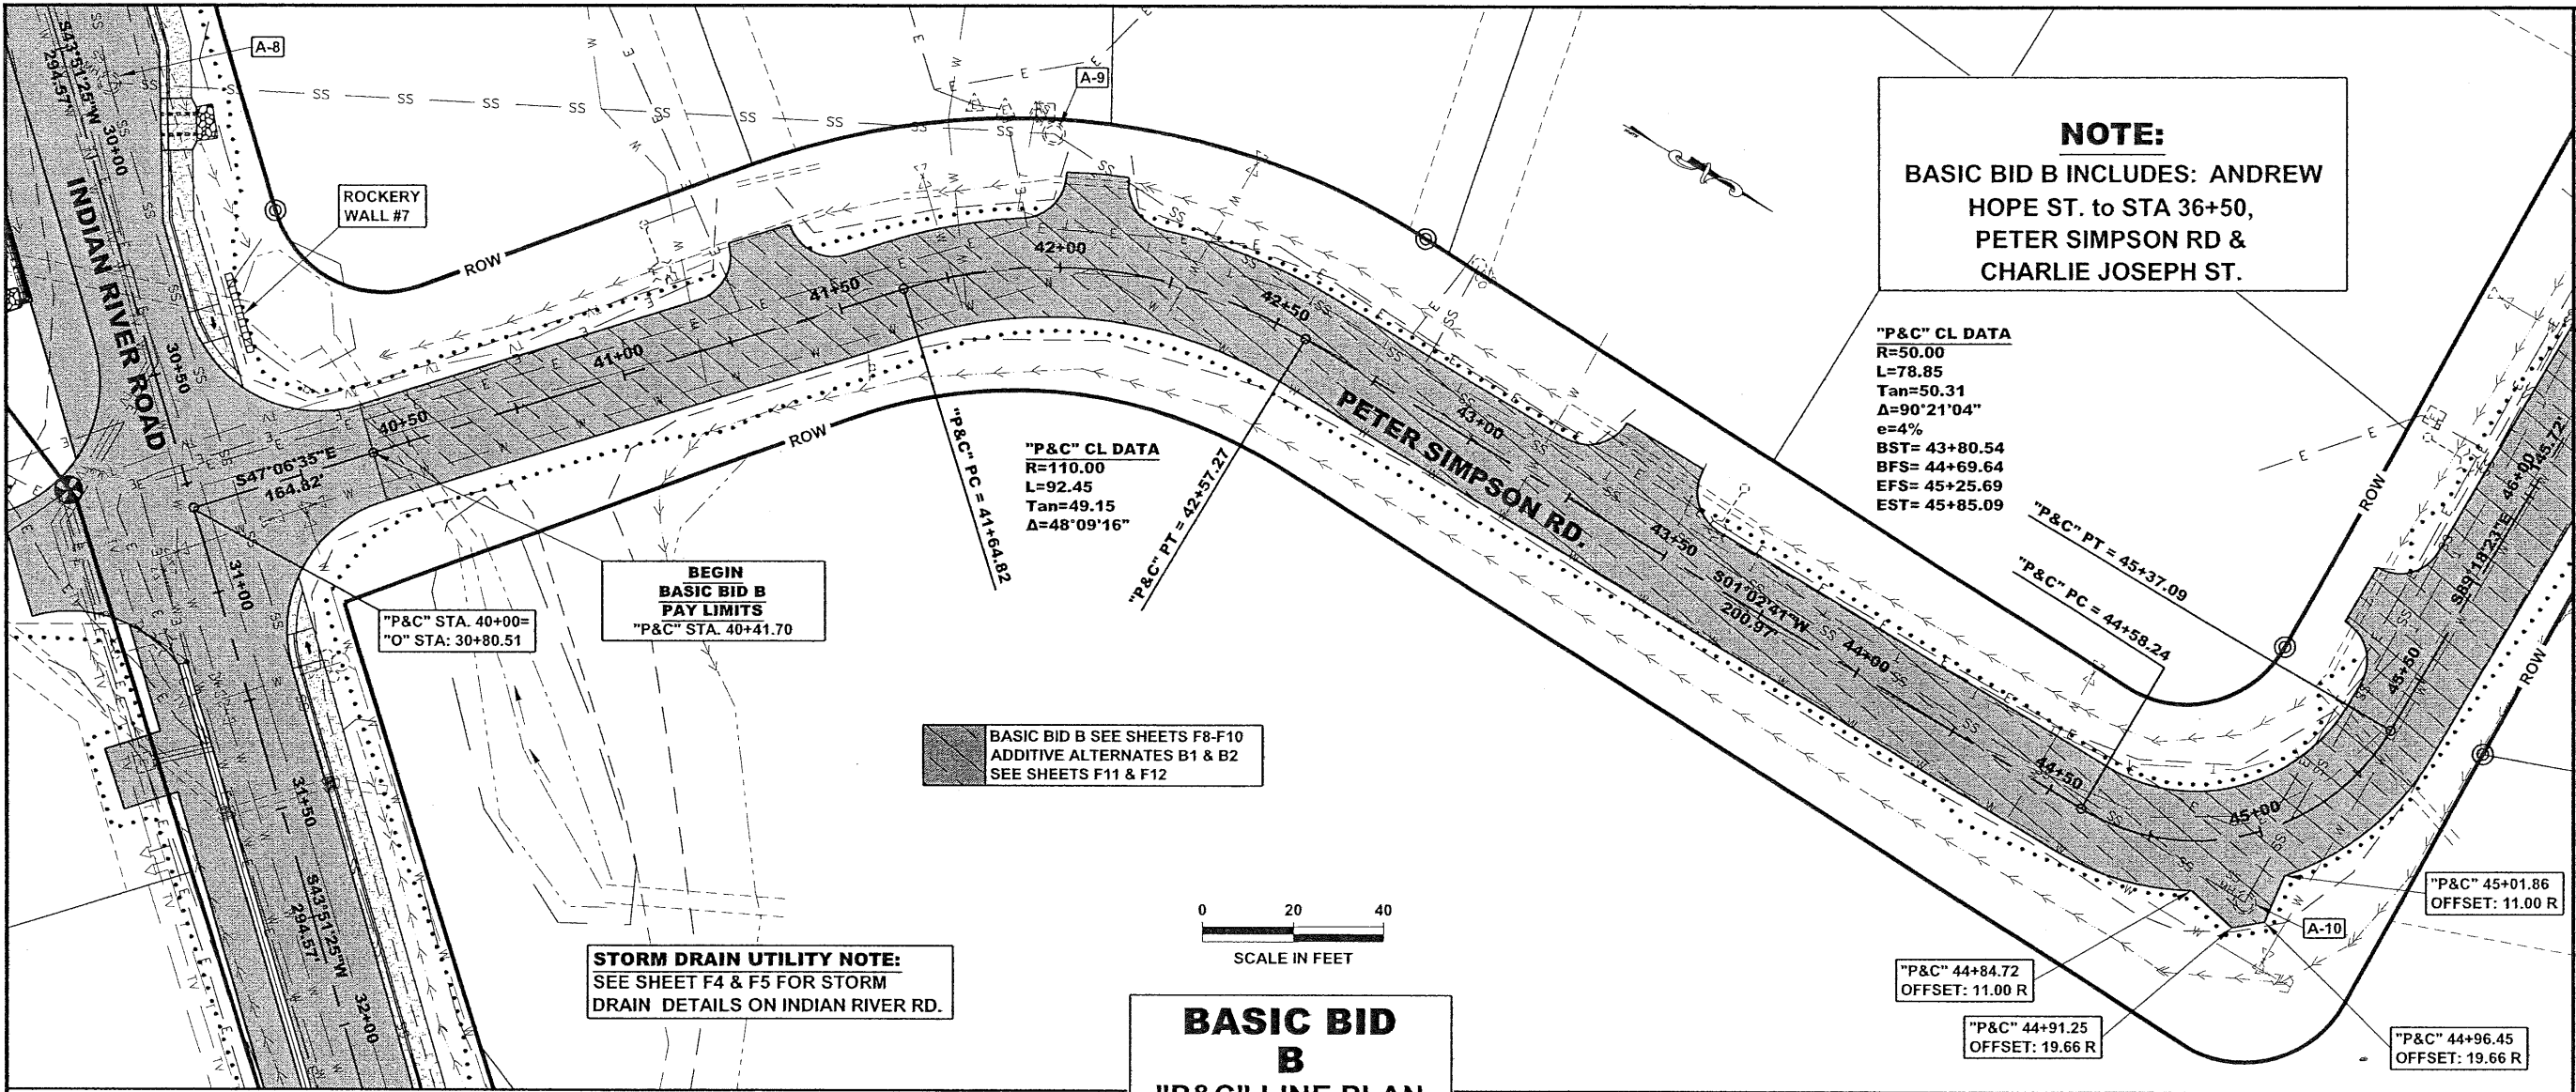 A-8
S43°51'25"W
294.57'
30+00
INDIAN RIVER ROAD
ROCKERY
WALL #7
30+50
31+00
31+50
32+00
S43°51'25"W
294.57'
ROW
A-9
40+50
41+00
41+50
42+00
42+50
43+00
43+50
44+00
44+50
45+00
45+50
46+00
S47°06'35"E
164.82'
ROW
PETER SIMPSON RD.
S01°02'41"W
200.97'
S89°18'23"E
145.72'
ROW
ROW
NOTE:
BASIC BID B INCLUDES: ANDREW
HOPE ST. to STA 36+50,
PETER SIMPSON RD &
CHARLIE JOSEPH ST.
"P&C" CL DATA
R=50.00
L=78.85
Tan=50.31
Δ=90°21'04"
e=4%
BST= 43+80.54
BFS= 44+69.64
EFS= 45+25.69
EST= 45+85.09
"P&C" PT = 45+37.09
"P&C" PC = 44+58.24
"P&C" CL DATA
R=110.00
L=92.45
Tan=49.15
Δ=48°09'16"
"P&C" PC = 41+64.82
"P&C" PT = 42+57.27
BEGIN
BASIC BID B
PAY LIMITS
"P&C" STA. 40+41.70
"P&C" STA. 40+00=
"O" STA: 30+80.51
BASIC BID B SEE SHEETS F8-F10
ADDITIVE ALTERNATES B1 & B2
SEE SHEETS F11 & F12
STORM DRAIN UTILITY NOTE:
SEE SHEET F4 & F5 FOR STORM
DRAIN DETAILS ON INDIAN RIVER RD.
0 20 40
SCALE IN FEET
"P&C" 45+01.86
OFFSET: 11.00 R
A-10
"P&C" 44+84.72
OFFSET: 11.00 R
"P&C" 44+91.25
OFFSET: 19.66 R
"P&C" 44+96.45
OFFSET: 19.66 R
BASIC BID
B
"P&C" LINE PLAN